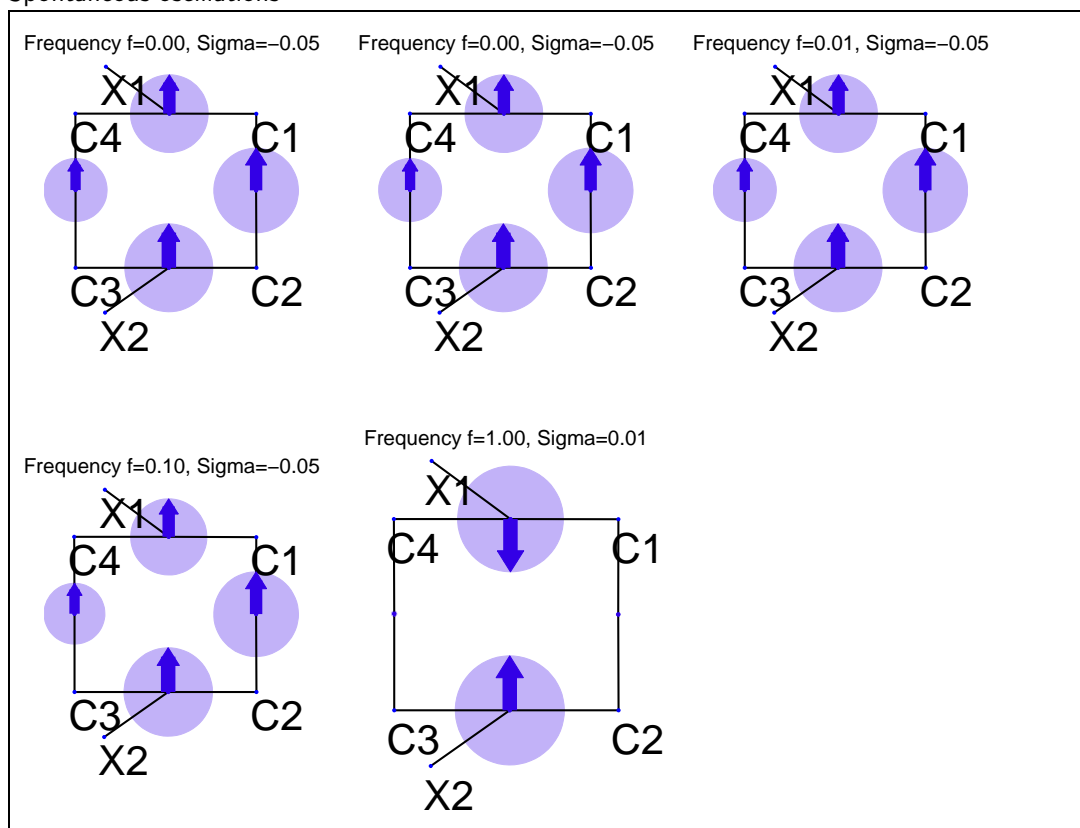 Spontaneous oscillations
Frequency f=0.00, Sigma=−0.05
X1
C4
C1
C3
C2
X2
Frequency f=0.00, Sigma=−0.05
X1
C4
C1
C3
C2
X2
Frequency f=0.01, Sigma=−0.05
X1
C4
C1
C3
C2
X2
Frequency f=0.10, Sigma=−0.05
X1
C4
C1
C3
C2
X2
Frequency f=1.00, Sigma=0.01
X1
C4
C1
C3
C2
X2